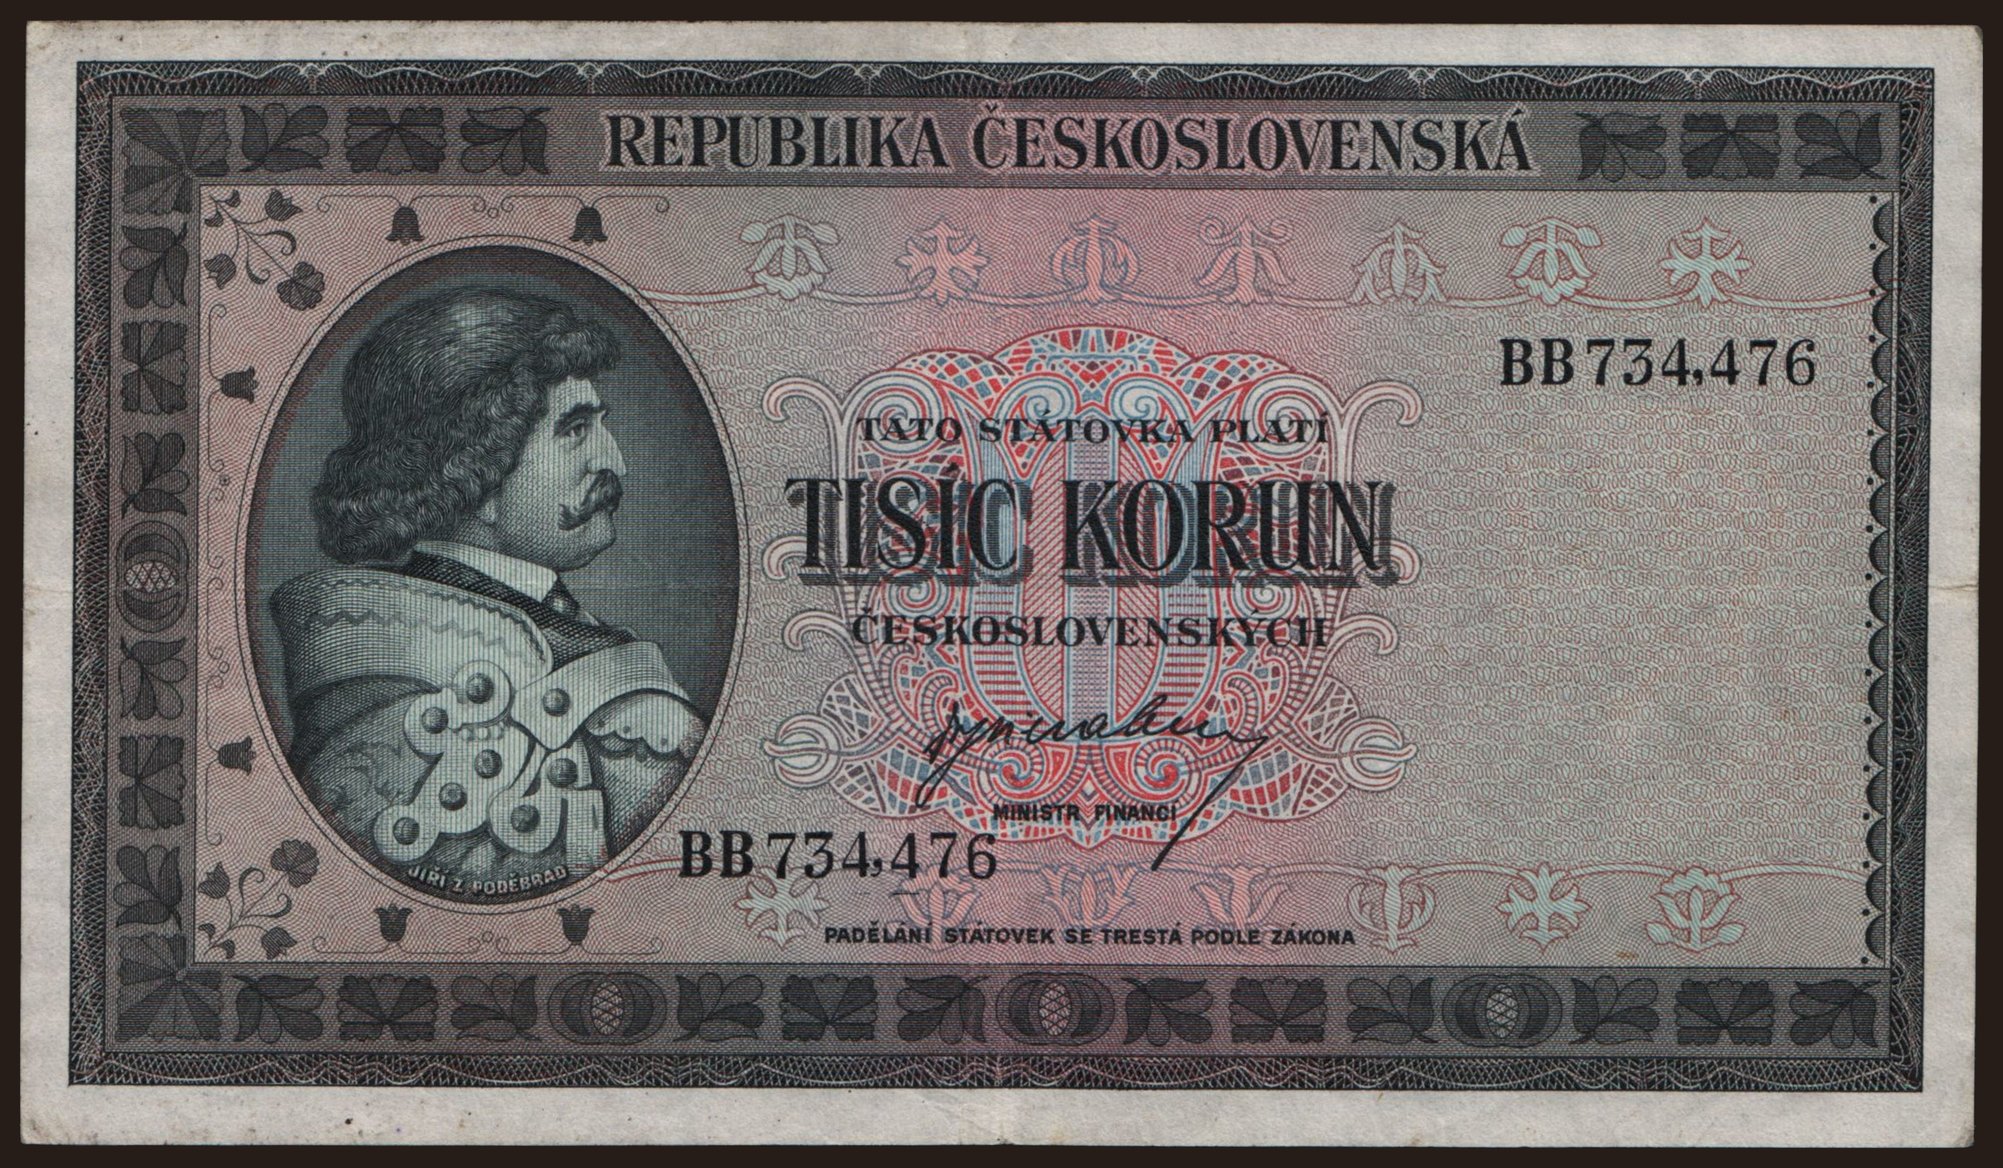 REPUBLIKA ČESKOSLOVENSKÁ
BB 734,476
TATO STÁTOVKA PLATÍ
TISÍC KORUN
ČESKOSLOVENSKÝCH
MINISTR FINANCÍ
BB 734,476
JIŘÍ Z PODĚBRAD
PADĚLÁNÍ STÁTOVEK SE TRESTÁ PODLE ZÁKONA